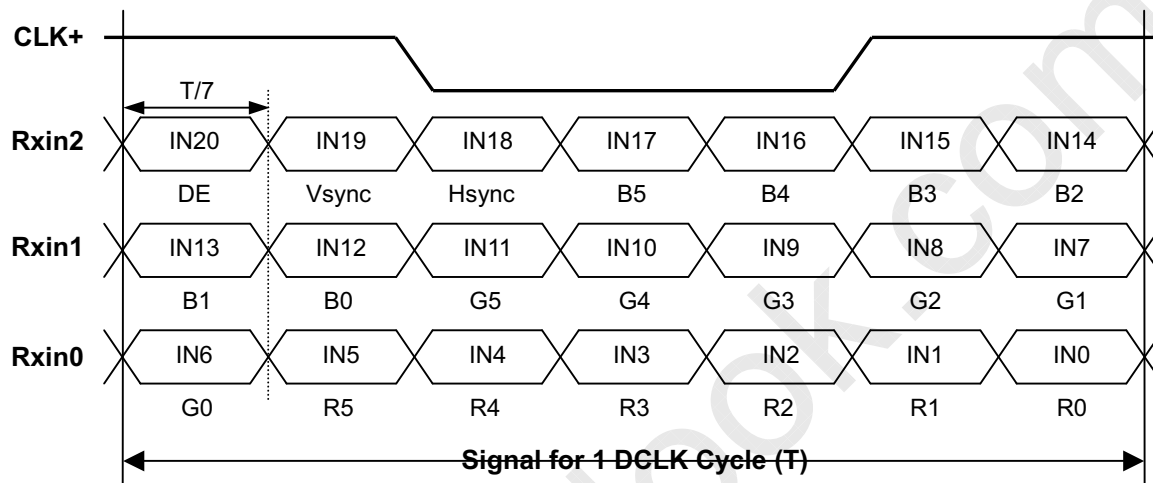 CLK+
T/7
Rxin2 IN20 IN19 IN18 IN17 IN16 IN15 IN14
DE Vsync Hsync B5 B4 B3 B2
Rxin1 IN13 IN12 IN11 IN10 IN9 IN8 IN7
B1 B0 G5 G4 G3 G2 G1
Rxin0 IN6 IN5 IN4 IN3 IN2 IN1 IN0
G0 R5 R4 R3 R2 R1 R0
Signal for 1 DCLK Cycle (T)
ook.com